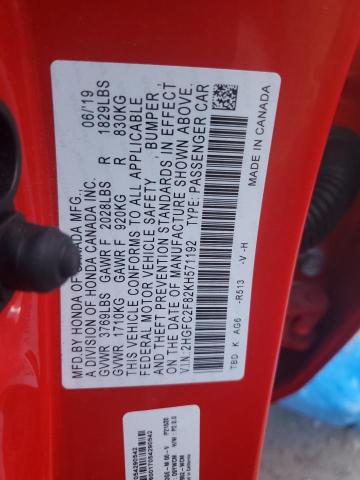 MFD. BY HONDA OF CANADA MFG., 06/19
A DIVISION OF HONDA CANADA INC.
GVWR 3769LBS GAWR F 2028LBS R 1829LBS
GVWR 1710KG GAWR F 920KG R 830KG
THIS VEHICLE CONFORMS TO ALL APPLICABLE
FEDERAL MOTOR VEHICLE SAFETY, BUMPER,
AND THEFT PREVENTION STANDARDS IN EFFECT
ON THE DATE OF MANUFACTURE SHOWN ABOVE.
V.I.N: 2HGFC2F82KH571192 TYPE: PASSENGER CAR
TBD K AG6 -R513 -V -H
MADE IN CANADA